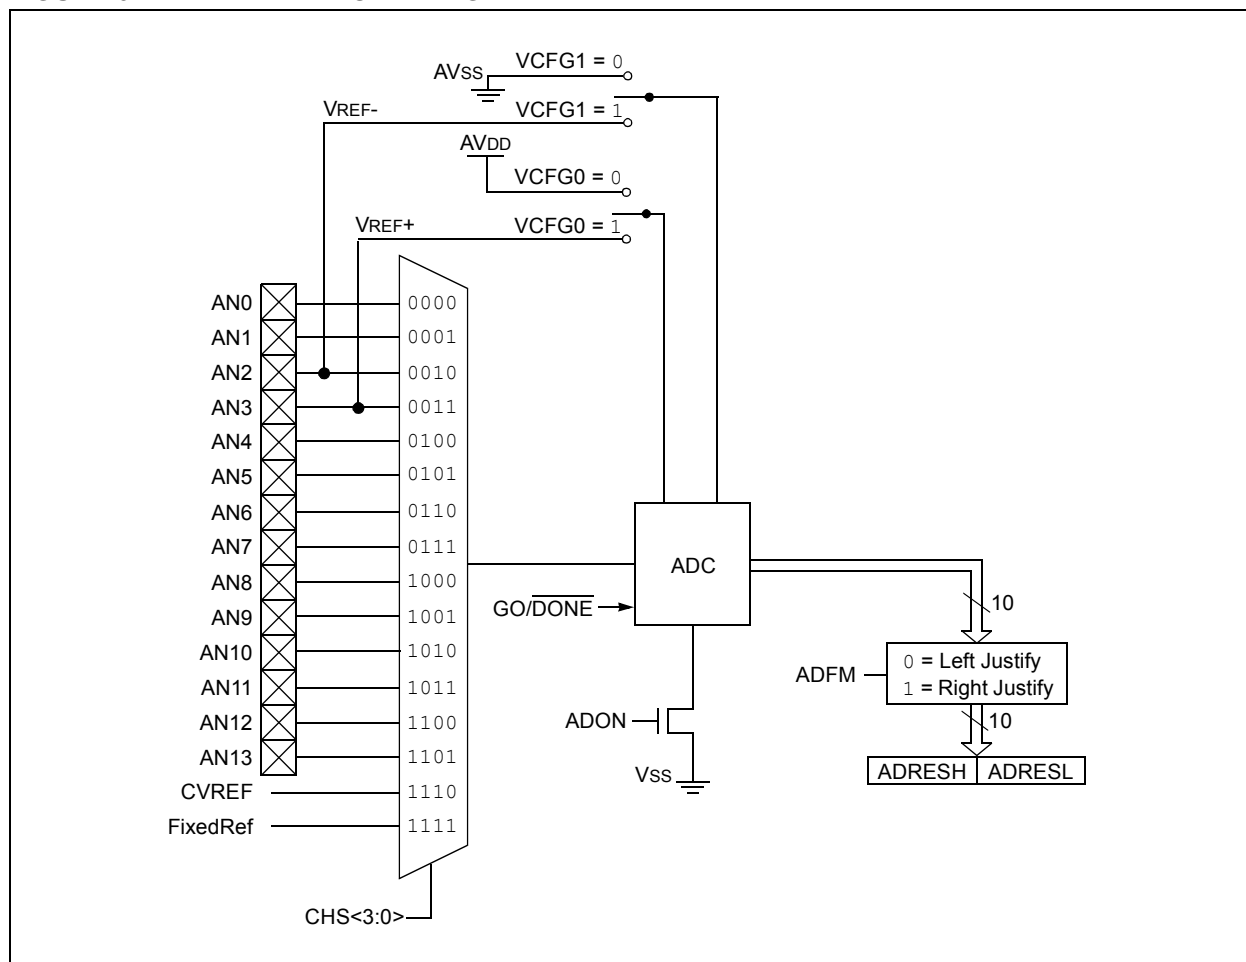 AVSS
VCFG1 = 0
VREF-
VCFG1 = 1
AVDD
VCFG0 = 0
VREF+
VCFG0 = 1
AN0 0000
AN1 0001
AN2 0010
AN3 0011
AN4 0100
AN5 0101
AN6 0110
AN7 0111
AN8 1000
AN9 1001
AN10 1010
AN11 1011
AN12 1100
AN13 1101
CVREF 1110
FixedRef 1111
CHS<3:0>
ADC
GO/DONE
10
ADFM
0 = Left Justify
1 = Right Justify
10
ADON
VSS
ADRESH ADRESL